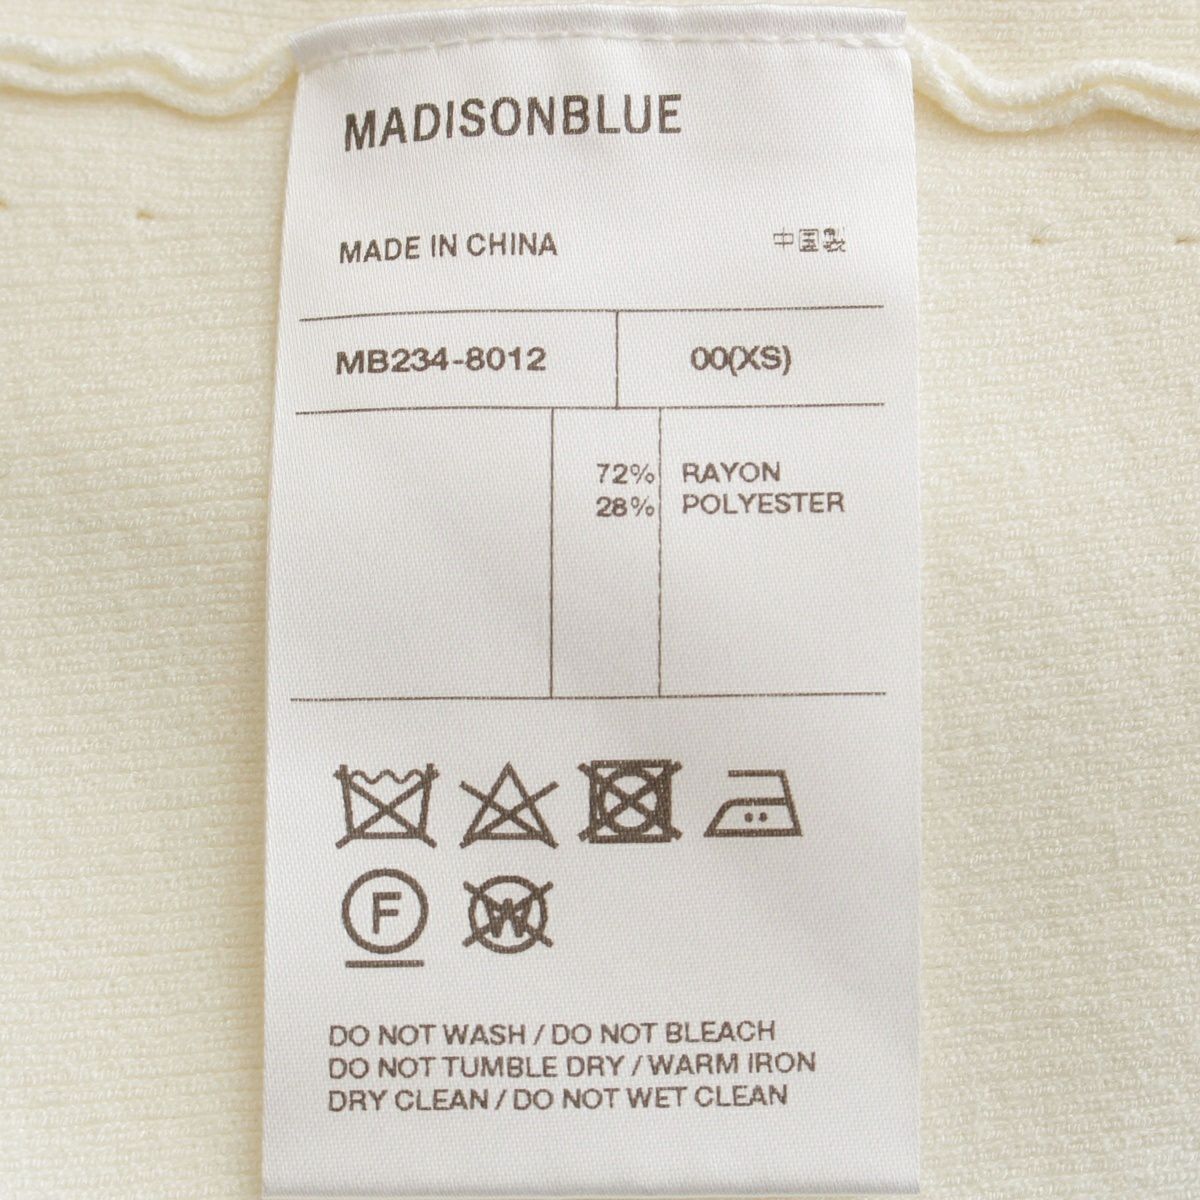 MADISONBLUE
MADE IN CHINA 中国製
MB234-8012 00(XS)
72% RAYON
28% POLYESTER
F W
DO NOT WASH / DO NOT BLEACH
DO NOT TUMBLE DRY / WARM IRON
DRY CLEAN / DO NOT WET CLEAN